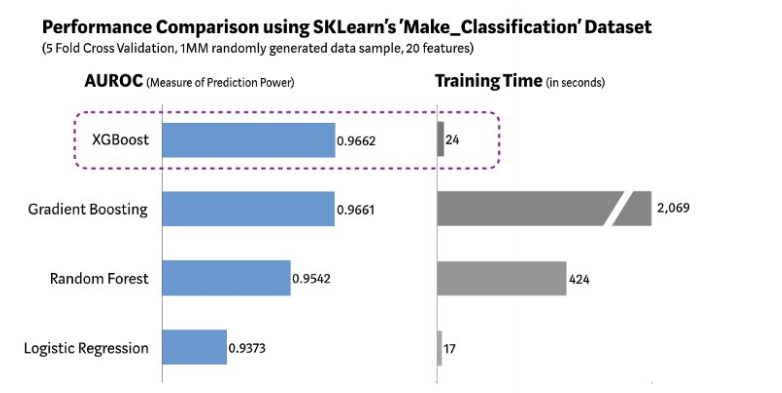 Performance Comparison using SKLearn's 'Make_Classification' Dataset
(5 Fold Cross Validation, 1MM randomly generated data sample, 20 features)
AUROC (Measure of Prediction Power) Training Time (in seconds)
XGBoost 0.9662 24
Gradient Boosting 0.9661 2,069
Random Forest 0.9542 424
Logistic Regression 0.9373 17